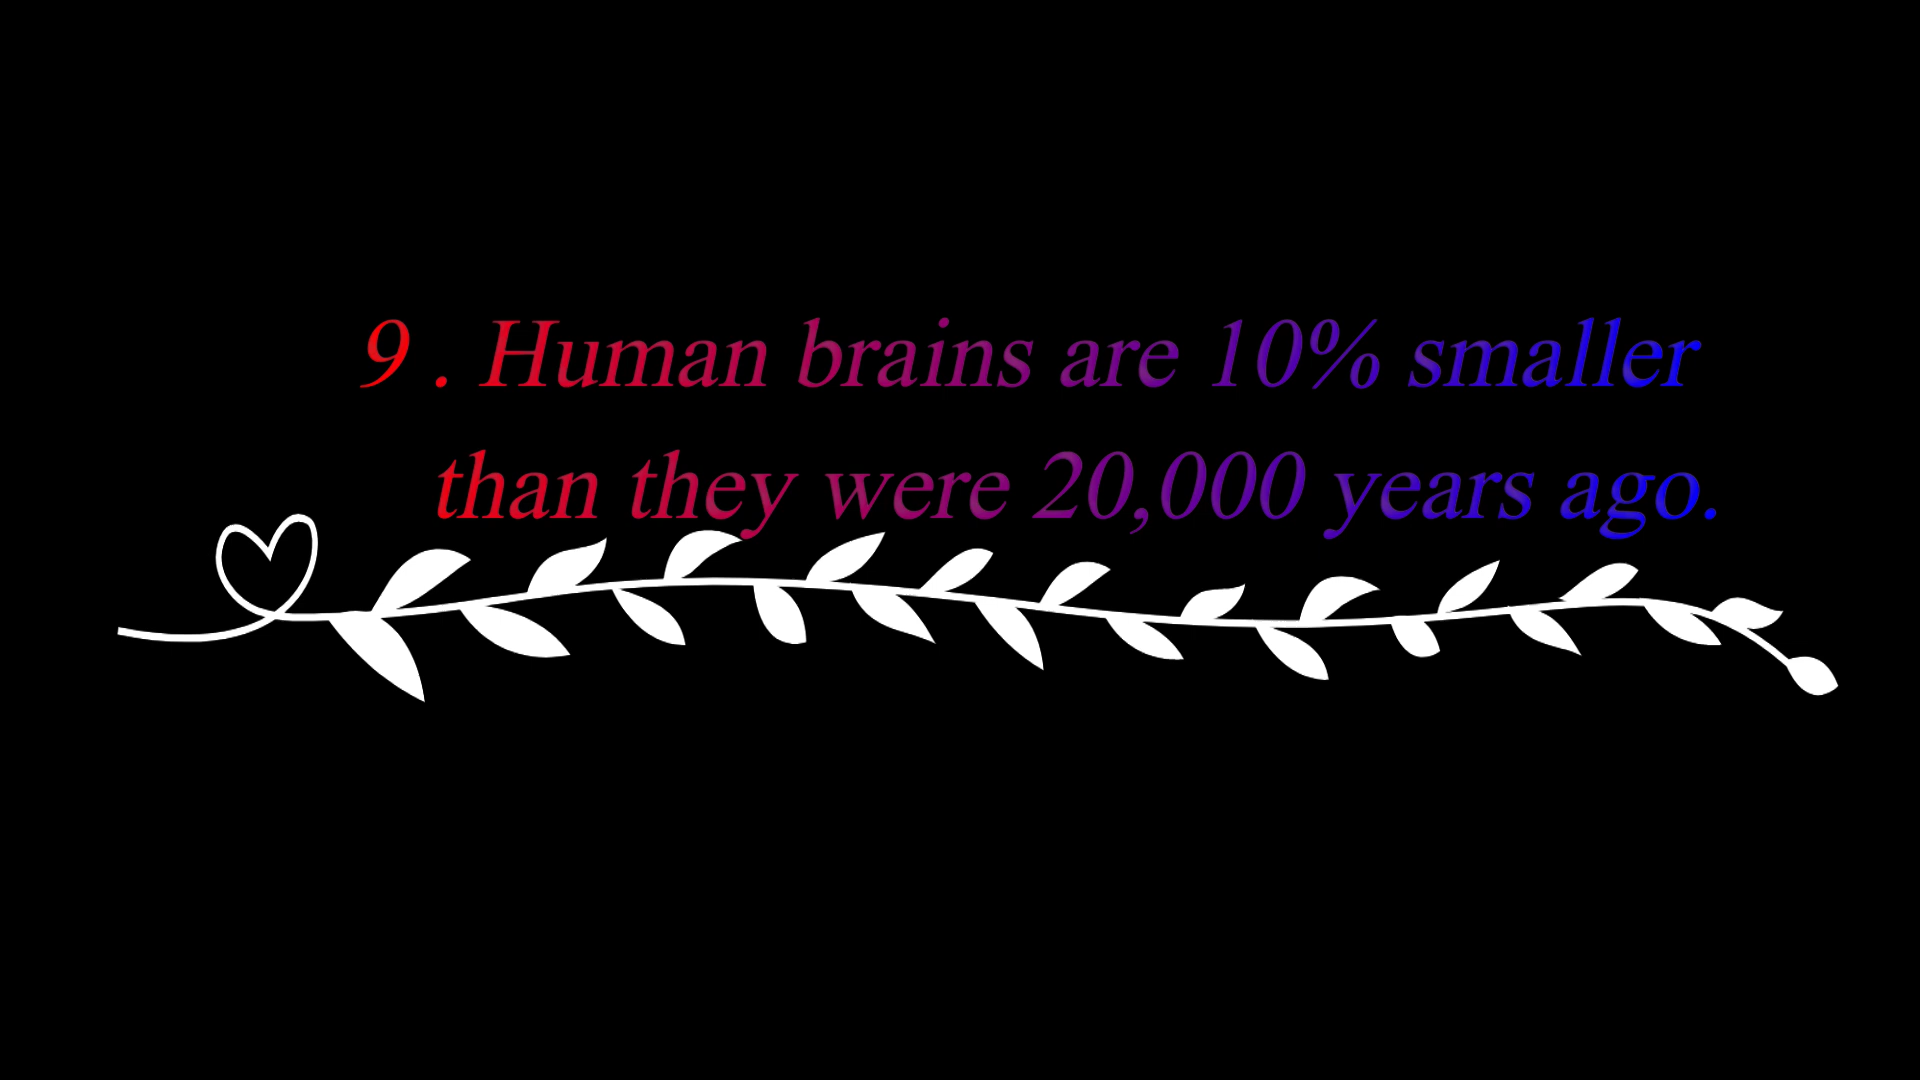 9 . Human brains are 10% smaller
than they were 20,000 years ago.